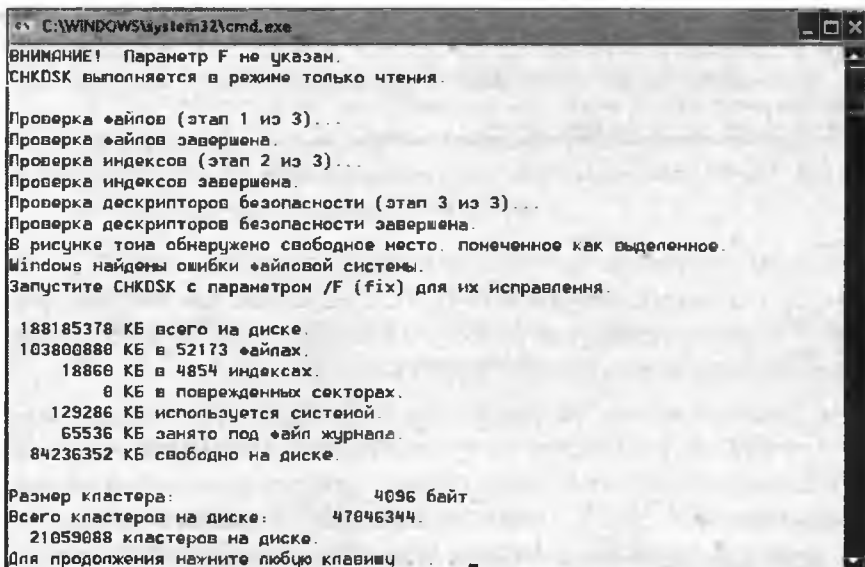 C:\WINDOWS\system32\cmd.exe
ВНИМАНИЕ! Параметр F не указан.
CHKDSK выполняется в режиме только чтения.
Проверка файлов (этап 1 из 3)...
Проверка файлов завершена.
Проверка индексов (этап 2 из 3)...
Проверка индексов завершена.
Проверка дескрипторов безопасности (этап 3 из 3)...
Проверка дескрипторов безопасности завершена.
В рисунке тома обнаружено свободное место, помеченное как выделенное.
Windows найдены ошибки файловой системы.
Запустите CHKDSK с параметром /F (fix) для их исправления.
188185378 КБ всего на диске.
103800880 КБ в 52173 файлах.
18860 КБ в 4854 индексах.
0 КБ в поврежденных секторах.
129286 КБ используется системой.
65536 КБ занято под файл журнала.
84236352 КБ свободно на диске.
Размер кластера: 4096 байт.
Всего кластеров на диске: 47046344.
21059088 кластеров на диске.
Для продолжения нажните любую клавишу . . . _